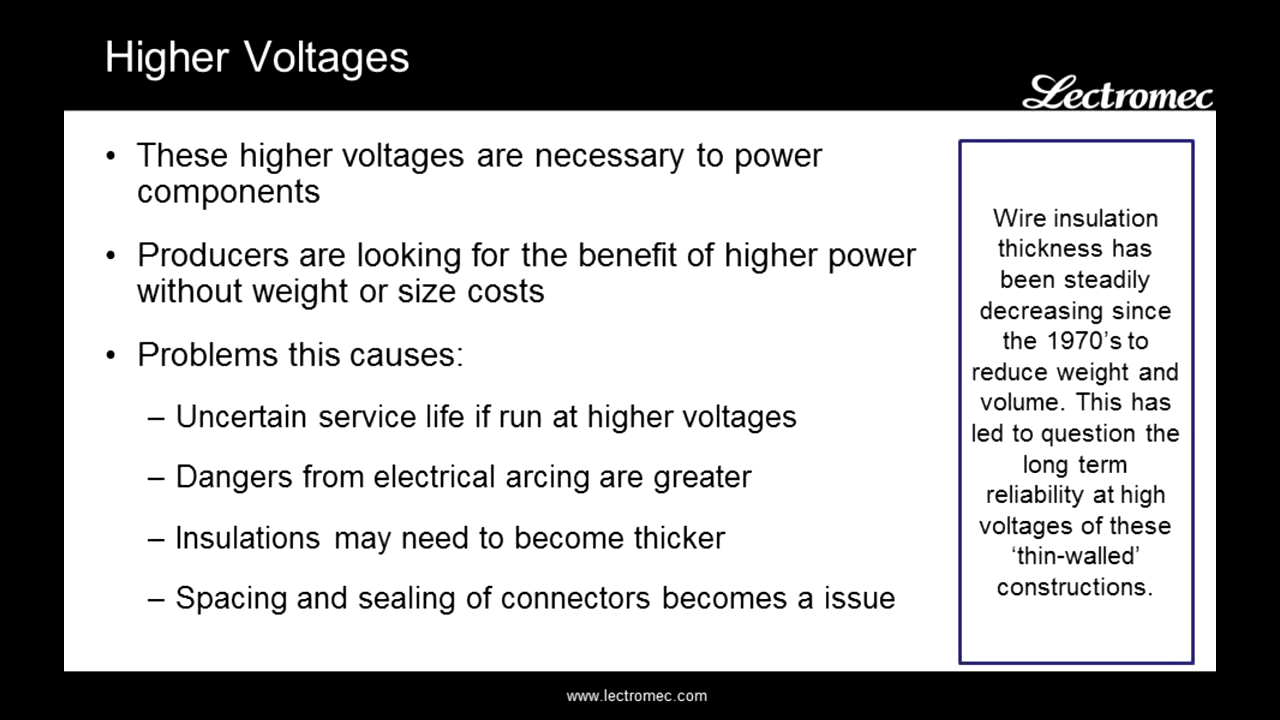 Higher Voltages
Lectromec
• These higher voltages are necessary to power
components
• Producers are looking for the benefit of higher power
without weight or size costs
• Problems this causes:
– Uncertain service life if run at higher voltages
– Dangers from electrical arcing are greater
– Insulations may need to become thicker
– Spacing and sealing of connectors becomes a issue
Wire insulation
thickness has
been steadily
decreasing since
the 1970’s to
reduce weight and
volume. This has
led to question the
long term
reliability at high
voltages of these
‘thin-walled’
constructions.
www.lectromec.com